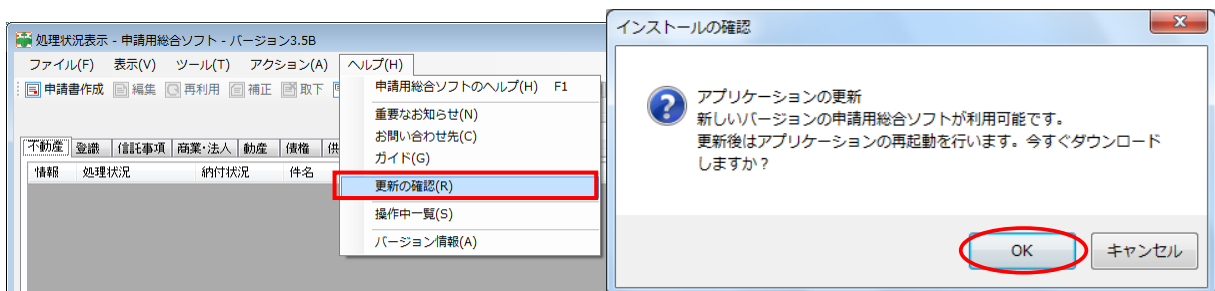 処理状況表示 - 申請用総合ソフト - バージョン3.5B
ファイル(F) 表示(V) ツール(T) アクション(A) ヘルプ(H)
申請書作成 編集 再利用 補正 取下
不動産 登識 信託事項 商業・法人 動産 債権 供
情報 処理状況 納付状況 件名
申請用総合ソフトのヘルプ(H) F1
重要なお知らせ(N)
お問い合わせ先(C)
ガイド(G)
更新の確認(R)
操作中一覧(S)
バージョン情報(A)
インストールの確認
アプリケーションの更新
新しいバージョンの申請用総合ソフトが利用可能です。
更新後はアプリケーションの再起動を行います。今すぐダウンロード
しますか？
OK キャンセル